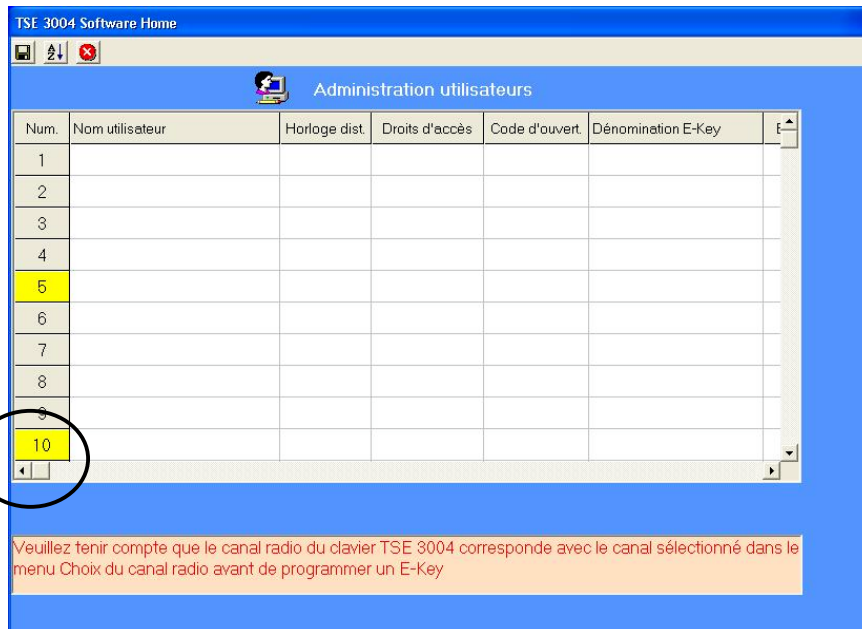 TSE 3004 Software Home
Administration utilisateurs
Num. Nom utilisateur Horloge dist. Droits d'accès Code d'ouvert. Dénomination E-Key
1
2
3
4
5
6
7
8
9
10
Veuillez tenir compte que le canal radio du clavier TSE 3004 corresponde avec le canal sélectionné dans le
menu Choix du canal radio avant de programmer un E-Key